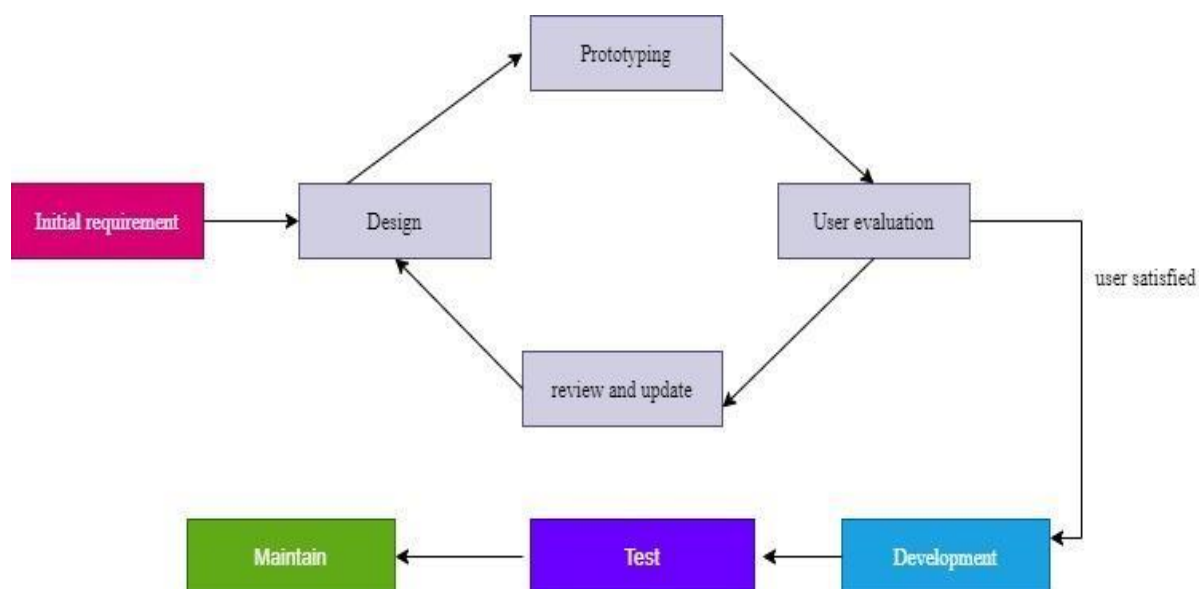 Prototyping
Initial requirement
Design
User evaluation
user satisfied
review and update
Maintain
Test
Development